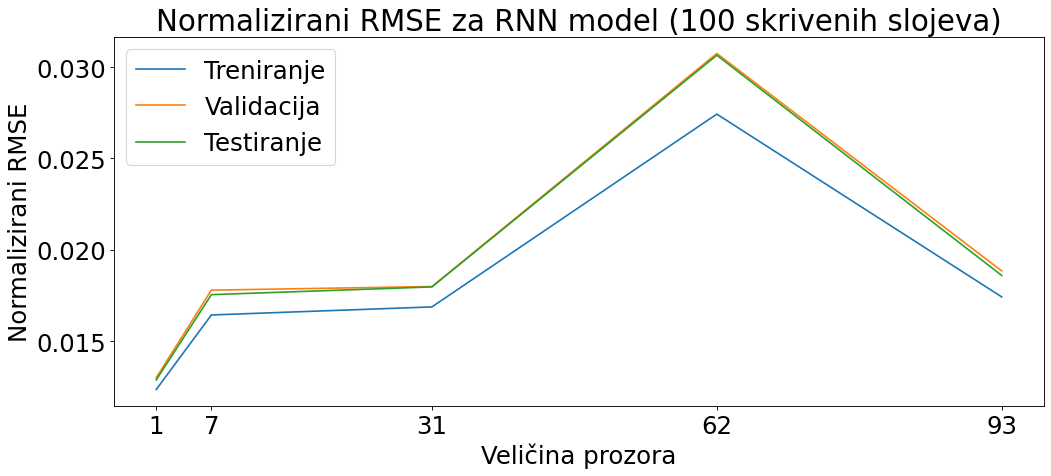 Normalizirani RMSE za RNN model (100 skrivenih slojeva)
Treniranje
Validacija
Testiranje
Normalizirani RMSE
0.030
0.025
0.020
0.015
1 7 31 62 93
Veličina prozora